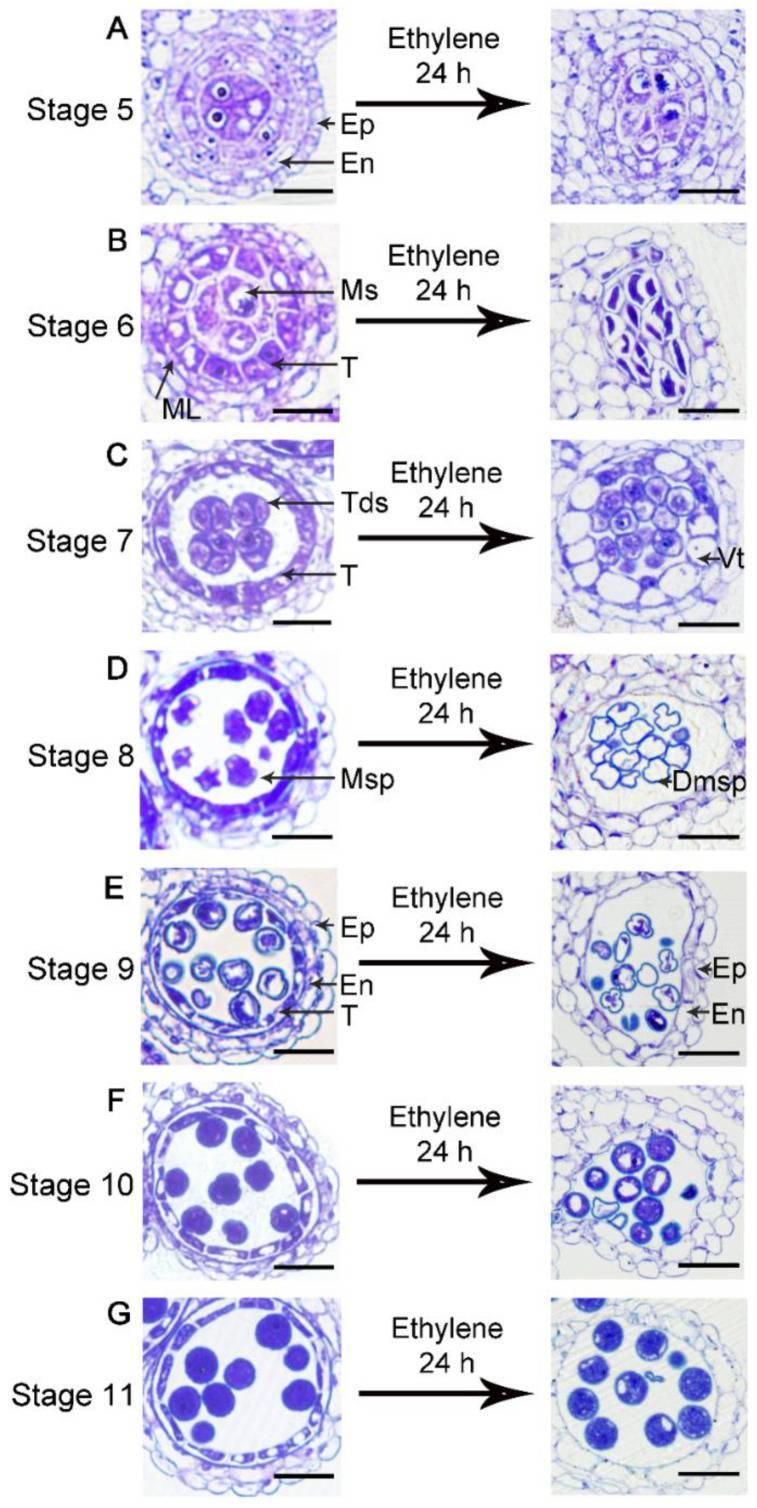 A
Stage 5
Ethylene
24 h
Ep
En
B
Stage 6
Ethylene
24 h
Ms
T
ML
C
Stage 7
Ethylene
24 h
Tds
T
Vt
D
Stage 8
Ethylene
24 h
Msp
Dmsp
E
Stage 9
Ethylene
24 h
Ep
En
T
Ep
En
F
Stage 10
Ethylene
24 h
G
Stage 11
Ethylene
24 h